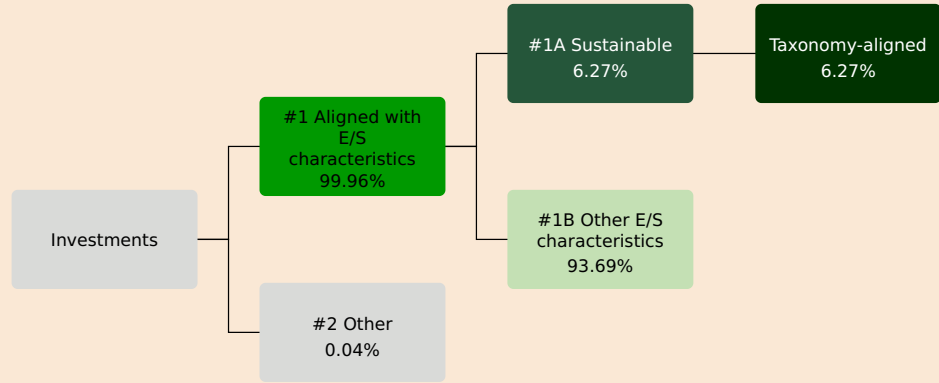 Investments
#1 Aligned with
E/S
characteristics
99.96%
#2 Other
0.04%
#1A Sustainable
6.27%
#1B Other E/S
characteristics
93.69%
Taxonomy-aligned
6.27%